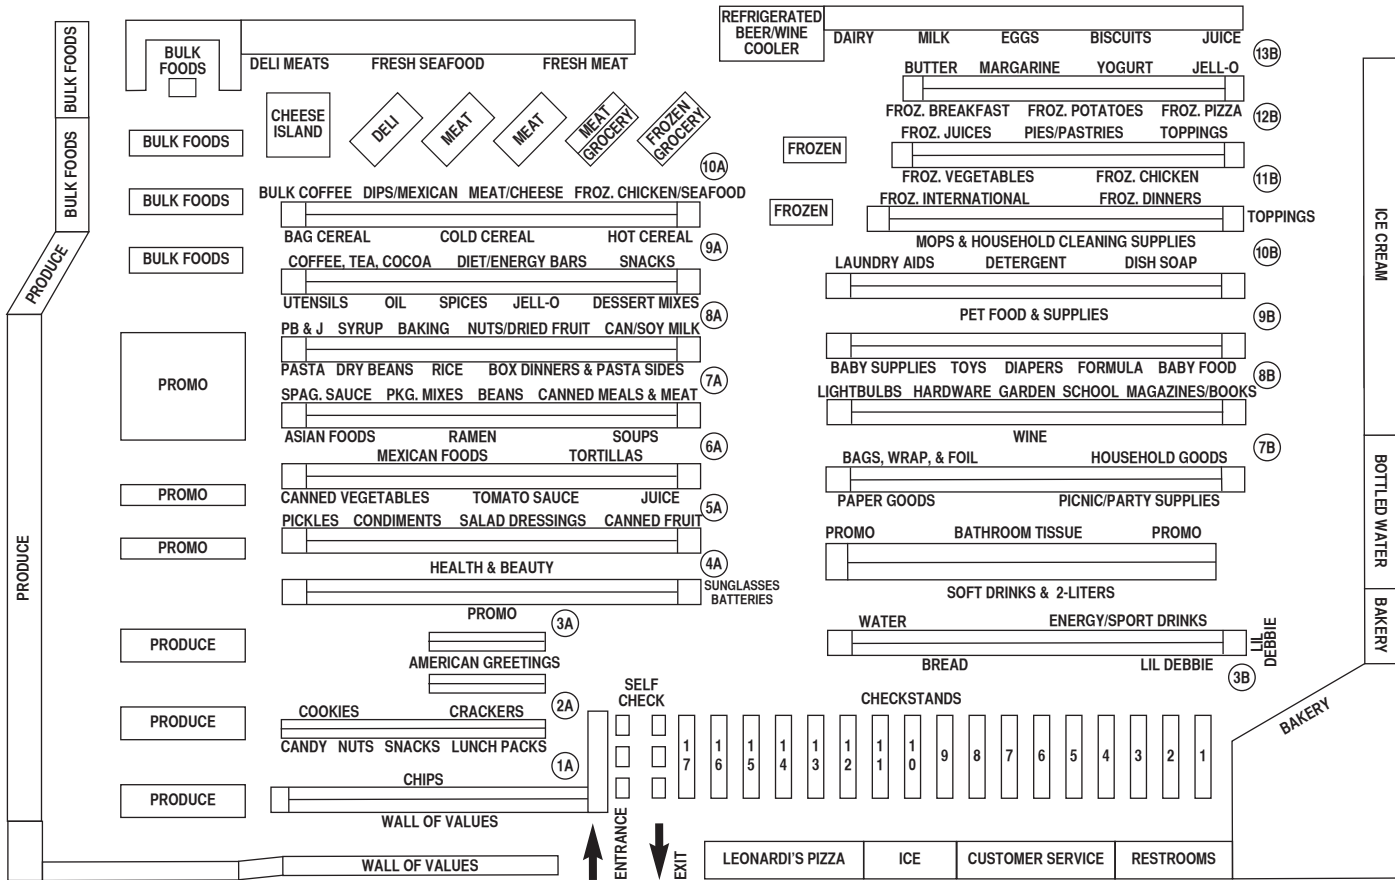 BULK FOODS
BULK FOODS
PRODUCE
PRODUCE
BULK
FOODS
BULK FOODS
BULK FOODS
BULK FOODS
PROMO
PROMO
PROMO
PRODUCE
PRODUCE
PRODUCE
DELI MEATS FRESH SEAFOOD FRESH MEAT
CHEESE
ISLAND
DELI
MEAT
MEAT
MEAT
GROCERY
FROZEN
GROCERY
10A
BULK COFFEE DIPS/MEXICAN MEAT/CHEESE FROZ. CHICKEN/SEAFOOD
BAG CEREAL COLD CEREAL HOT CEREAL
9A
COFFEE, TEA, COCOA DIET/ENERGY BARS SNACKS
UTENSILS OIL SPICES JELL-O DESSERT MIXES
8A
PB & J SYRUP BAKING NUTS/DRIED FRUIT CAN/SOY MILK
PASTA DRY BEANS RICE BOX DINNERS & PASTA SIDES
7A
SPAG. SAUCE PKG. MIXES BEANS CANNED MEALS & MEAT
ASIAN FOODS RAMEN SOUPS
6A
MEXICAN FOODS TORTILLAS
CANNED VEGETABLES TOMATO SAUCE JUICE
5A
PICKLES CONDIMENTS SALAD DRESSINGS CANNED FRUIT
HEALTH & BEAUTY
4A
SUNGLASSES
BATTERIES
PROMO
3A
AMERICAN GREETINGS
2A
COOKIES CRACKERS
CANDY NUTS SNACKS LUNCH PACKS
1A
CHIPS
WALL OF VALUES
WALL OF VALUES
REFRIGERATED
BEER/WINE
COOLER
DAIRY MILK EGGS BISCUITS JUICE
13B
BUTTER MARGARINE YOGURT JELL-O
FROZ. BREAKFAST FROZ. POTATOES FROZ. PIZZA
12B
FROZEN
FROZ. JUICES PIES/PASTRIES TOPPINGS
FROZ. VEGETABLES FROZ. CHICKEN
11B
FROZEN
FROZ. INTERNATIONAL FROZ. DINNERS
TOPPINGS
MOPS & HOUSEHOLD CLEANING SUPPLIES
10B
LAUNDRY AIDS DETERGENT DISH SOAP
PET FOOD & SUPPLIES
9B
BABY SUPPLIES TOYS DIAPERS FORMULA BABY FOOD
8B
LIGHTBULBS HARDWARE GARDEN SCHOOL MAGAZINES/BOOKS
WINE
7B
BAGS, WRAP, & FOIL HOUSEHOLD GOODS
PAPER GOODS PICNIC/PARTY SUPPLIES
PROMO BATHROOM TISSUE PROMO
SOFT DRINKS & 2-LITERS
WATER ENERGY/SPORT DRINKS
LIL
DEBBIE
BREAD LIL DEBBIE
3B
ICE CREAM
BOTTLED WATER
BAKERY
BAKERY
SELF
CHECK
CHECKSTANDS
17 16 15 14 13 12 11 10 9 8 7 6 5 4 3 2 1
ENTRANCE
EXIT
LEONARDI'S PIZZA
ICE
CUSTOMER SERVICE
RESTROOMS